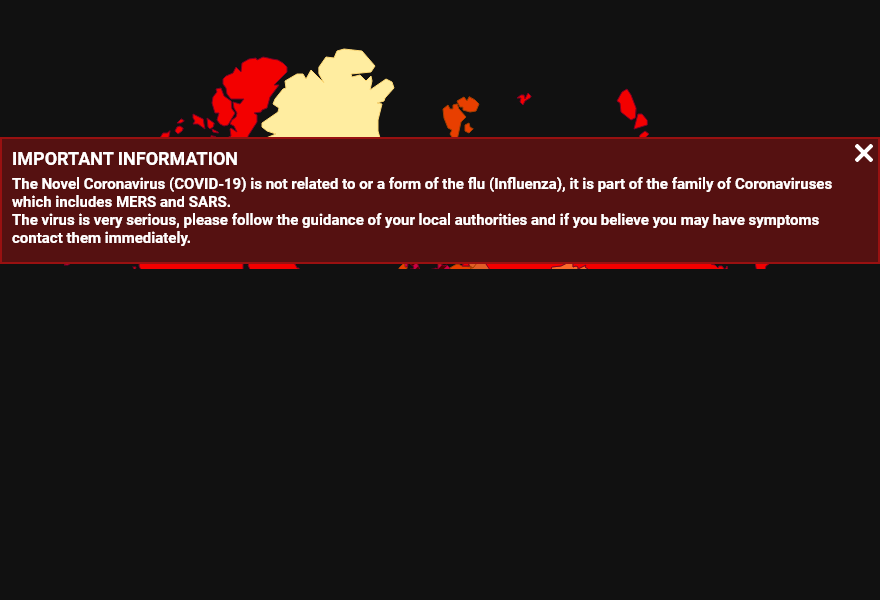 IMPORTANT INFORMATION
The Novel Coronavirus (COVID-19) is not related to or a form of the flu (Influenza), it is part of the family of Coronaviruses
which includes MERS and SARS.
The virus is very serious, please follow the guidance of your local authorities and if you believe you may have symptoms
contact them immediately.